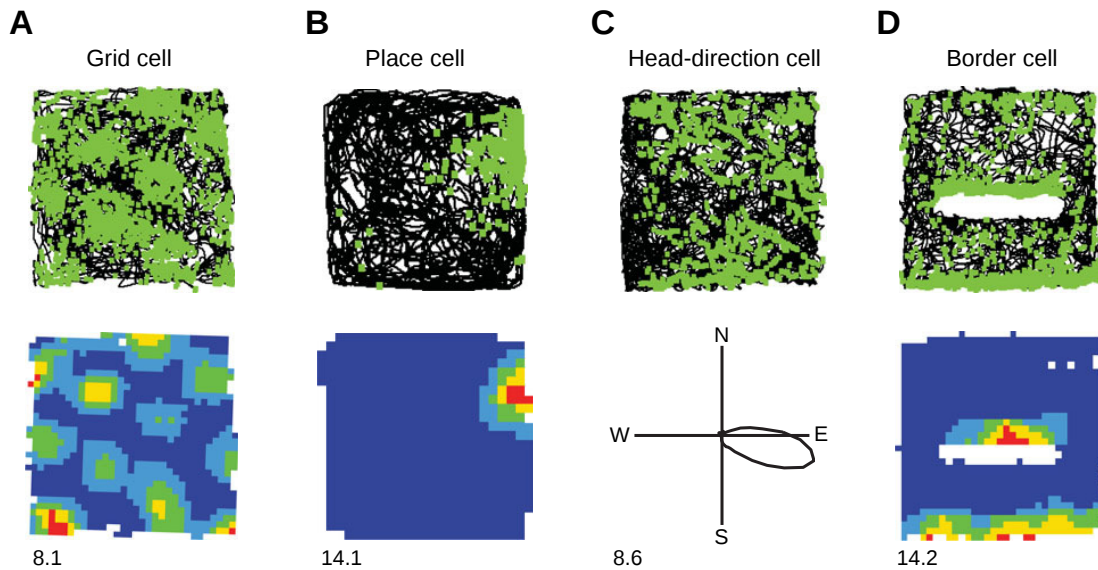 A
Grid cell
8.1
B
Place cell
14.1
C
Head-direction cell
N
W
E
S
8.6
D
Border cell
14.2